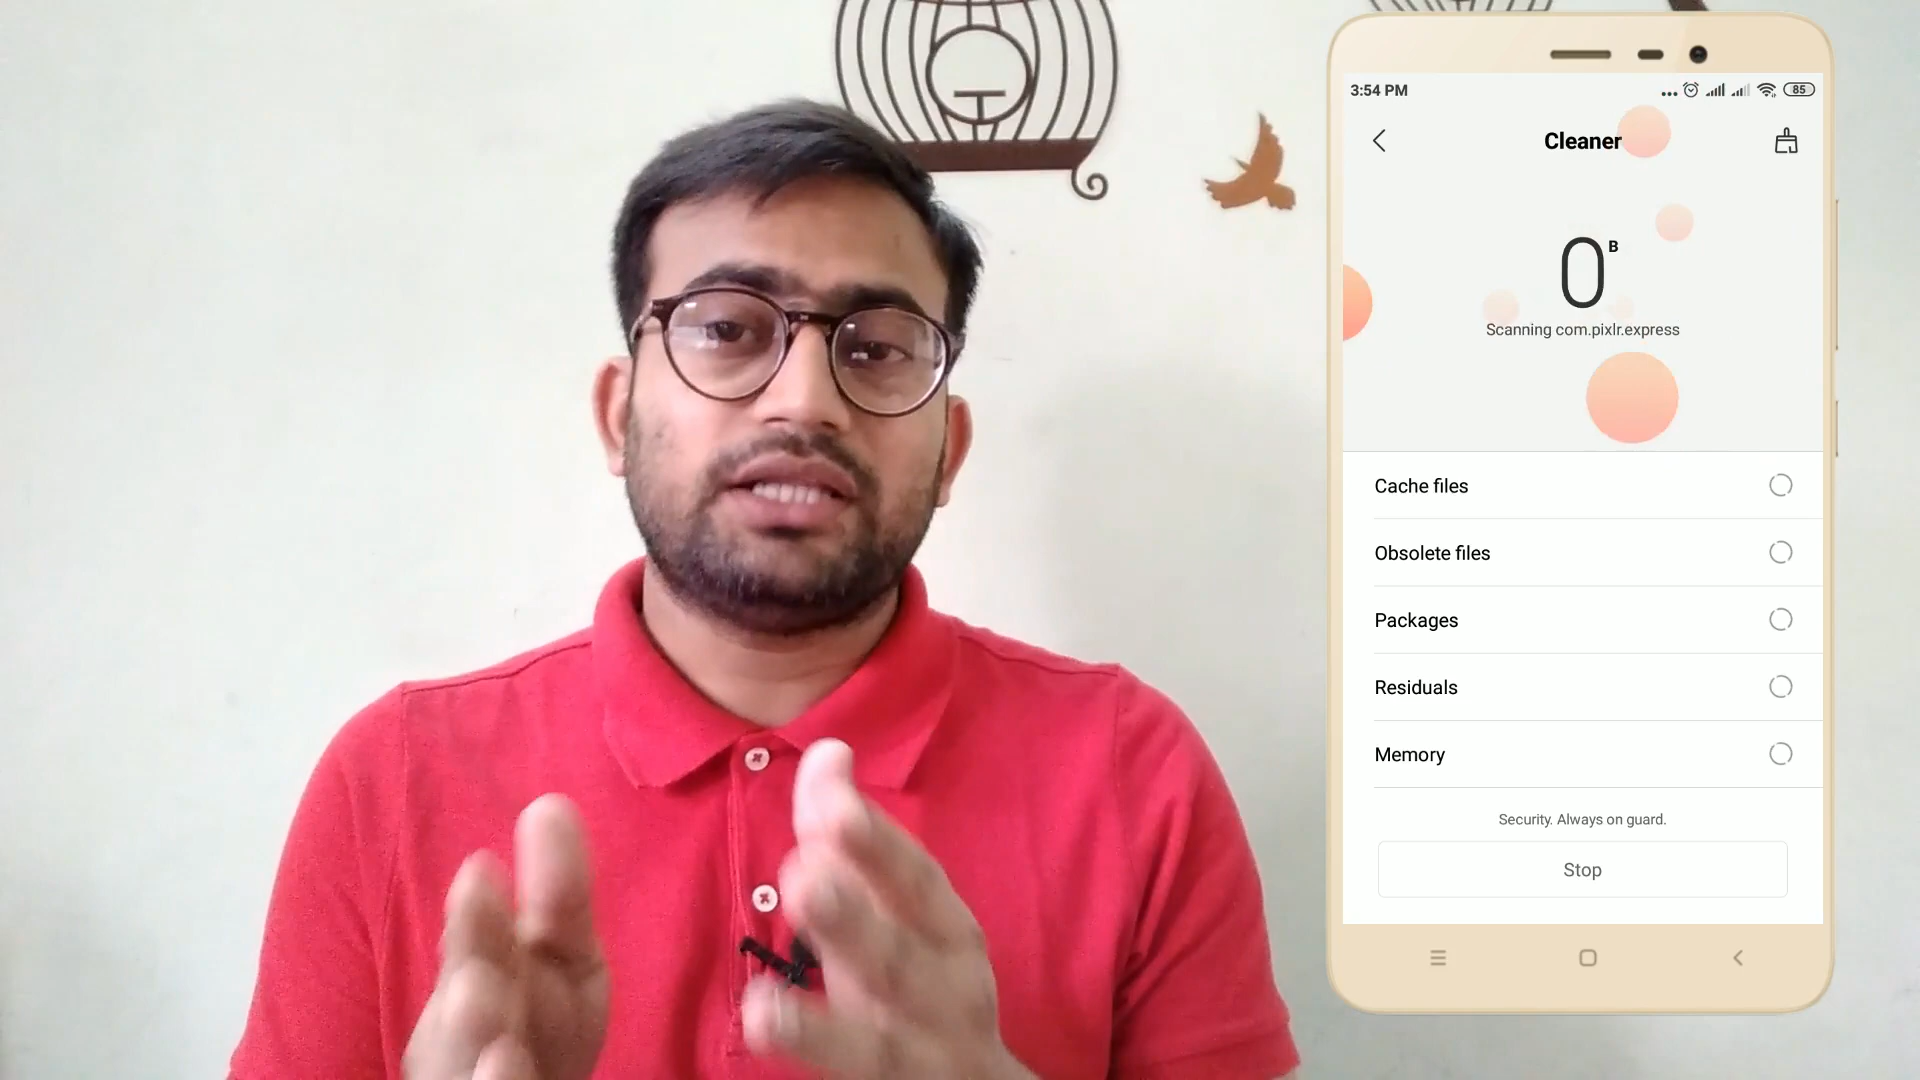 3:54 PM
85
Cleaner
0 B
Scanning com.pixlr.express
Cache files
Obsolete files
Packages
Residuals
Memory
Security. Always on guard.
Stop